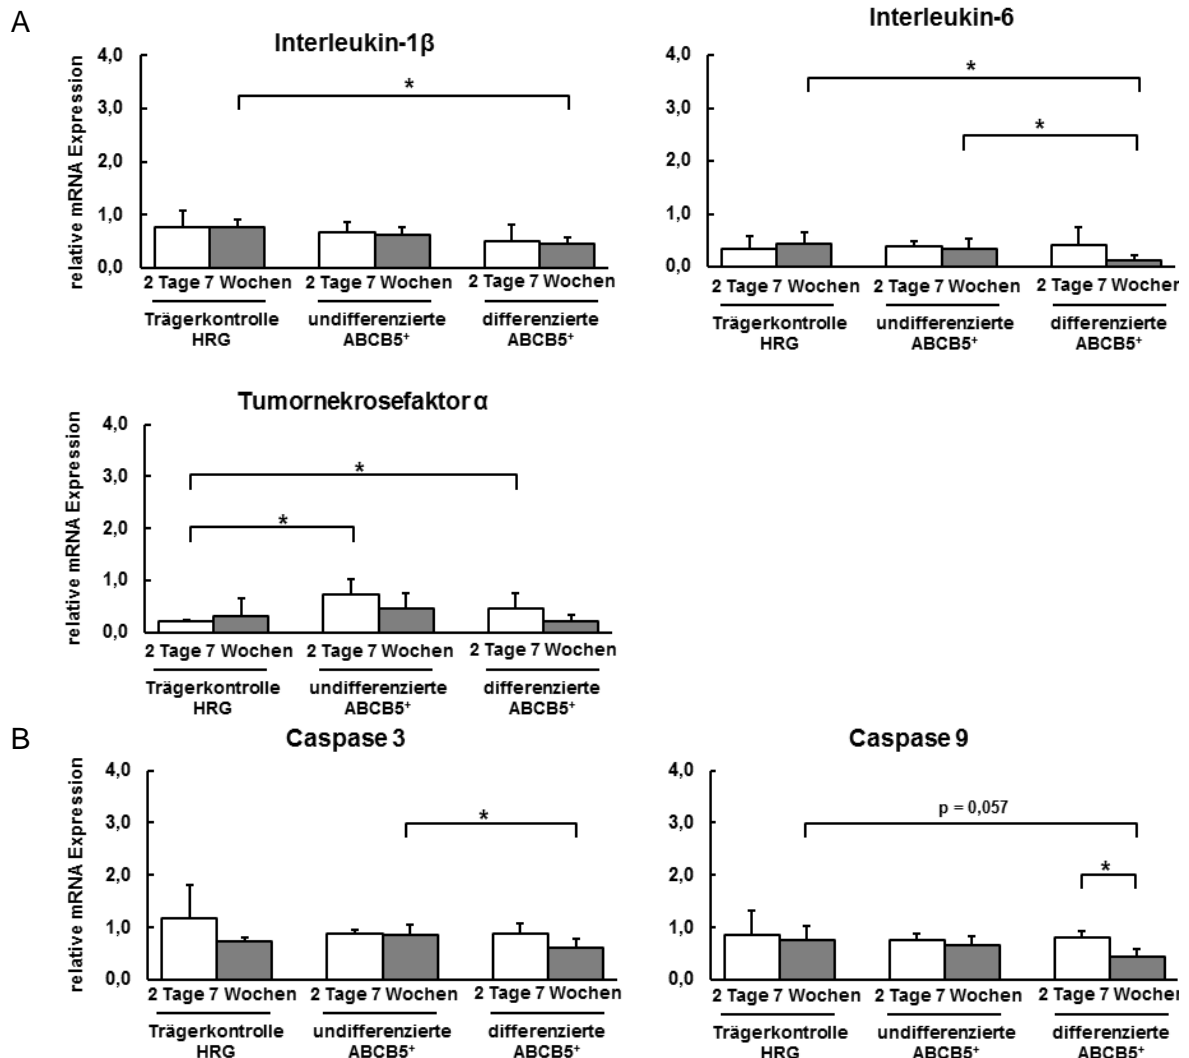 A
Interleukin-1β
relative mRNA Expression
4,0
3,0
2,0
1,0
0,0
*
2 Tage 7 Wochen 2 Tage 7 Wochen 2 Tage 7 Wochen
Trägerkontrolle undifferenzierte differenzierte
HRG ABCB5⁺ ABCB5⁺
Interleukin-6
4,0
3,0
2,0
1,0
0,0
*
*
2 Tage 7 Wochen 2 Tage 7 Wochen 2 Tage 7 Wochen
Trägerkontrolle undifferenzierte differenzierte
HRG ABCB5⁺ ABCB5⁺
Tumornekrosefaktor α
relative mRNA Expression
4,0
3,0
2,0
1,0
0,0
*
*
2 Tage 7 Wochen 2 Tage 7 Wochen 2 Tage 7 Wochen
Trägerkontrolle undifferenzierte differenzierte
HRG ABCB5⁺ ABCB5⁺
B
Caspase 3
relative mRNA Expression
4,0
3,0
2,0
1,0
0,0
*
2 Tage 7 Wochen 2 Tage 7 Wochen 2 Tage 7 Wochen
Trägerkontrolle undifferenzierte differenzierte
HRG ABCB5⁺ ABCB5⁺
Caspase 9
4,0
3,0
2,0
1,0
0,0
p = 0,057
*
2 Tage 7 Wochen 2 Tage 7 Wochen 2 Tage 7 Wochen
Trägerkontrolle undifferenzierte differenzierte
HRG ABCB5⁺ ABCB5⁺